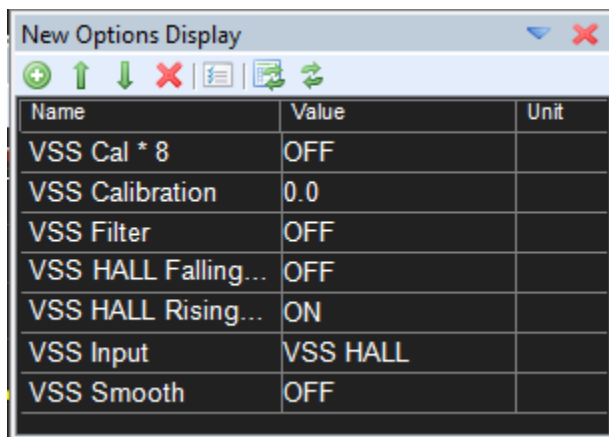 New Options Display
Name Value Unit
VSS Cal * 8 OFF
VSS Calibration 0.0
VSS Filter OFF
VSS HALL Falling... OFF
VSS HALL Rising... ON
VSS Input VSS HALL
VSS Smooth OFF